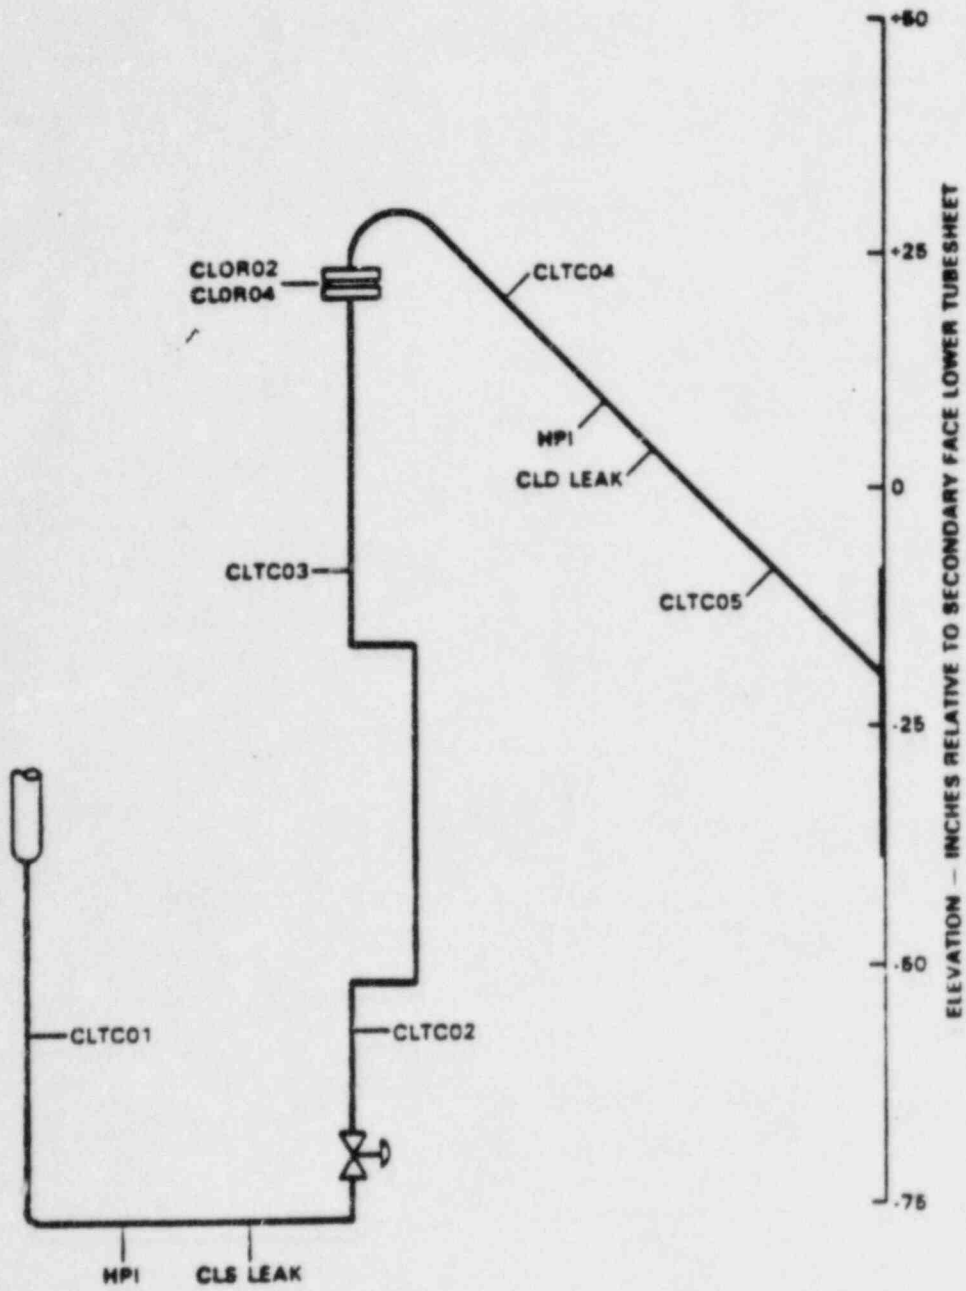 +50
CLOR02
CLOR04
CLTC04
+25
HPI
CLD LEAK
0
CLTC03
CLTC05
-25
-50
CLTC01
CLTC02
-75
HPI
CLS LEAK
ELEVATION — INCHES RELATIVE TO SECONDARY FACE LOWER TUBESHEET